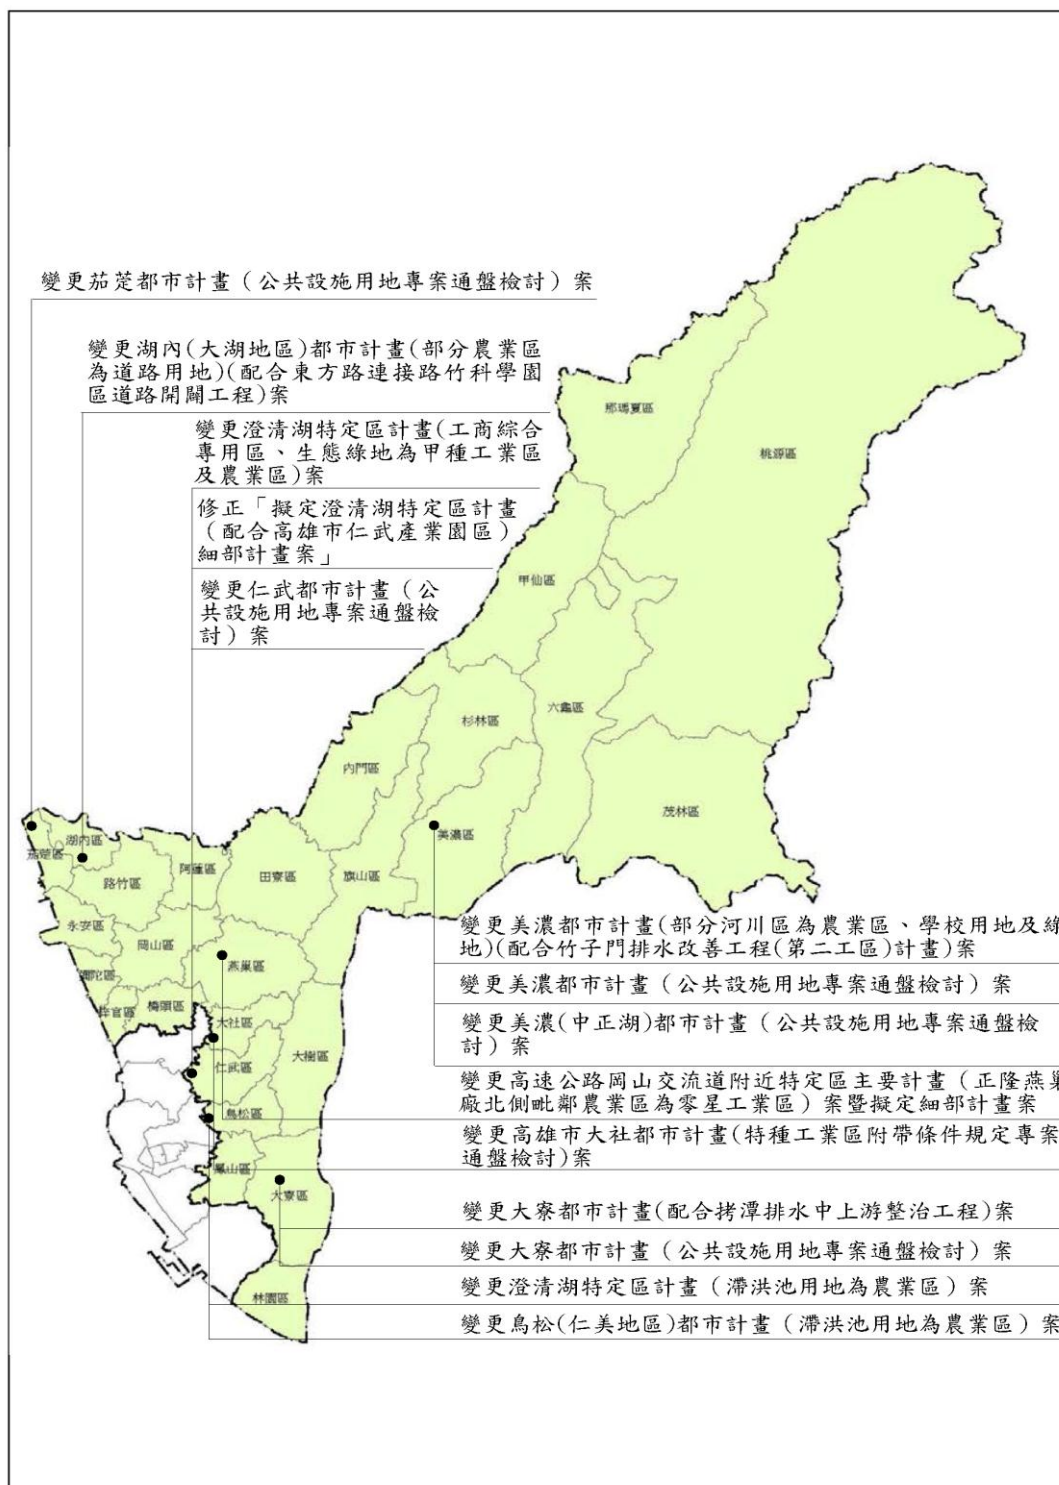 變更茄萣都市計畫（公共設施用地專案通盤檢討）案
變更湖內(大湖地區)都市計畫(部分農業區
為道路用地)(配合東方路連接路竹科學園
區道路開闢工程)案
變更澄清湖特定區計畫(工商綜合
專用區、生態綠地為甲種工業區
及農業區)案
修正「擬定澄清湖特定區計畫
（配合高雄市仁武產業園區）
細部計畫案」
變更仁武都市計畫（公
共設施用地專案通盤檢
討）案
那瑪夏區
桃源區
甲仙區
六龜區
杉林區
內門區
茂林區
美濃區
湖內區
茄萣區
路竹區
阿蓮區
田寮區
旗山區
永安區
岡山區
燕巢區
彌陀區
梓官區
橋頭區
大社區
仁武區
大樹區
鳥松區
鳳山區
大寮區
林園區
變更美濃都市計畫(部分河川區為農業區、學校用地及綠
地)(配合竹子門排水改善工程(第二工區)計畫)案
變更美濃都市計畫（公共設施用地專案通盤檢討）案
變更美濃(中正湖)都市計畫（公共設施用地專案通盤檢
討）案
變更高速公路岡山交流道附近特定區主要計畫（正隆燕巢
廠北側毗鄰農業區為零星工業區）案暨擬定細部計畫案
變更高雄市大社都市計畫(特種工業區附帶條件規定專案
通盤檢討)案
變更大寮都市計畫(配合拷潭排水中上游整治工程)案
變更大寮都市計畫（公共設施用地專案通盤檢討）案
變更澄清湖特定區計畫（滯洪池用地為農業區）案
變更鳥松(仁美地區)都市計畫（滯洪池用地為農業區）案